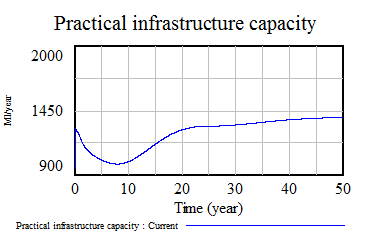 Practical infrastructure capacity
2000
1450
900
Ml/year
0 10 20 30 40 50
Time (year)
Practical infrastructure capacity : Current